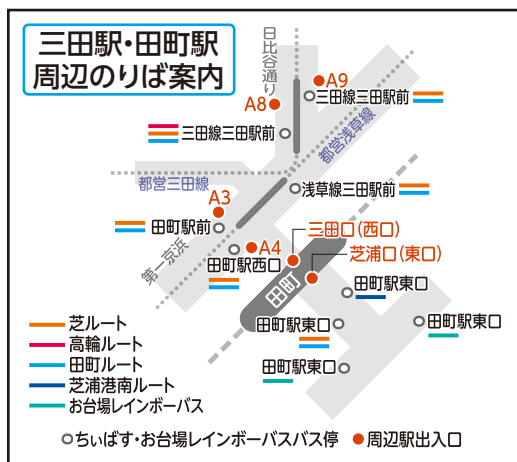 三田駅・田町駅
周辺のりば案内
日比谷通り
A9
三田線三田駅前
A8
三田線三田駅前
都営浅草線
都営三田線
浅草線三田駅前
A3
田町駅前
三田口(西口)
A4
田町駅西口
芝浦口(東口)
第一京浜
田町
田町駅東口
田町駅東口
田町駅東口
田町駅東口
芝ルート
高輪ルート
田町ルート
芝浦港南ルート
お台場レインボーバス
ちぃばす・お台場レインボーバスバス停
周辺駅出入口